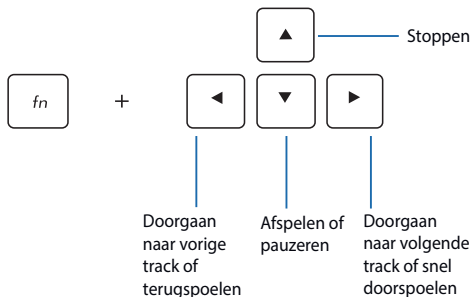 Stoppen
fn +
Doorgaan
naar vorige
track of
terugspoelen
Afspelen of
pauzeren
Doorgaan
naar volgende
track of snel
doorspoelen